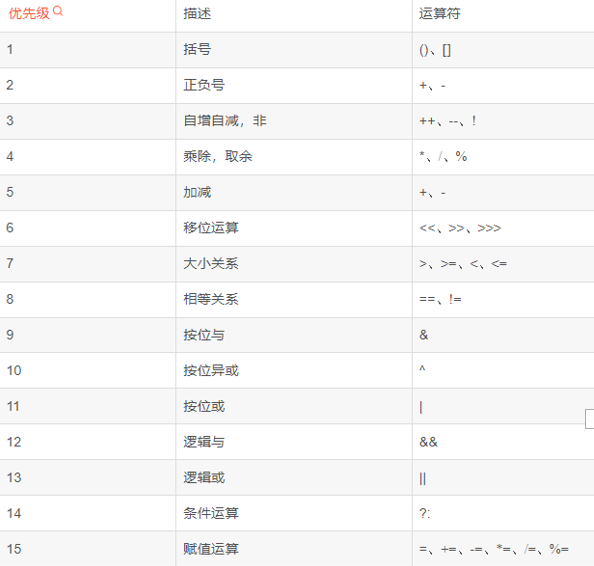 优先级 描述 运算符
1 括号 ()、[]
2 正负号 +、-
3 自增自减，非 ++、--、!
4 乘除，取余 *、/、%
5 加减 +、-
6 移位运算 <<、>>、>>>
7 大小关系 >、>=、<、<=
8 相等关系 ==、!=
9 按位与 &
10 按位异或 ^
11 按位或 |
12 逻辑与 &&
13 逻辑或 ||
14 条件运算 ?:
15 赋值运算 =、+=、-=、*=、/=、%=